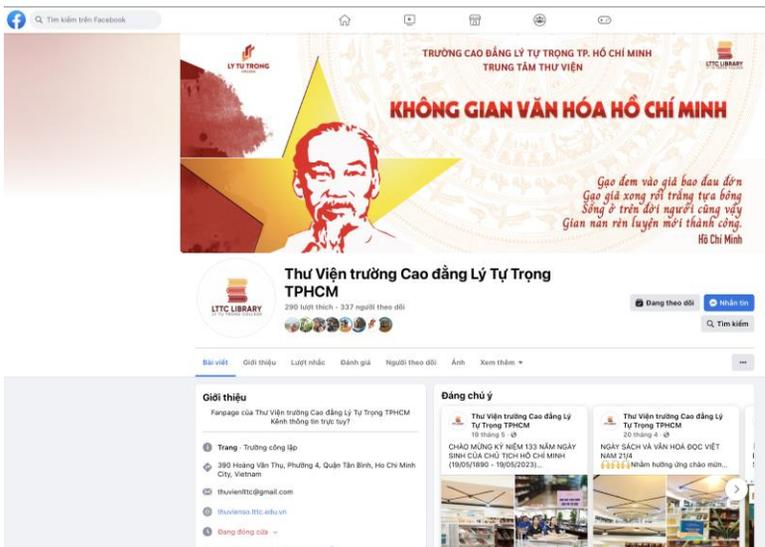 Tìm kiếm trên Facebook
LÝ TỰ TRỌNG
COLLEGE
TRƯỜNG CAO ĐẲNG LÝ TỰ TRỌNG TP. HỒ CHÍ MINH
TRUNG TÂM THƯ VIỆN
LTTC LIBRARY
KHÔNG GIAN VĂN HÓA HỒ CHÍ MINH
Gạo đem vào giã bao đau đớn
Gạo giã xong rồi trắng tựa bông
Sống ở trên đời người cũng vậy
Gian nan rèn luyện mới thành công.
Hồ Chí Minh
LTTC LIBRARY
LÝ TỰ TRỌNG COLLEGE
Thư Viện trường Cao đẳng Lý Tự Trọng
TPHCM
290 lượt thích • 337 người theo dõi
Đang theo dõi
Nhắn tin
Tìm kiếm
Bài viết
Giới thiệu
Lượt nhắc
Đánh giá
Người theo dõi
Ảnh
Xem thêm
Giới thiệu
Fanpage của Thư Viện trường Cao đẳng Lý Tự Trọng TPHCM
Kênh thông tin trực tuy?
Trang · Trường công lập
390 Hoàng Văn Thụ, Phường 4, Quận Tân Bình, Ho Chi Minh
City, Vietnam
thuvienlttc@gmail.com
thuvienso.lttc.edu.vn
Đang đóng cửa
Đáng chú ý
Thư Viện trường Cao đẳng Lý
Tự Trọng TPHCM
19 tháng 5
CHÀO MỪNG KỶ NIỆM 133 NĂM NGÀY
SINH CỦA CHỦ TỊCH HỒ CHÍ MINH
(19/05/1890 - 19/05/2023)...
Thư Viện trường Cao đẳng Lý
Tự Trọng TPHCM
20 tháng 4
NGÀY SÁCH VÀ VĂN HOÁ ĐỌC VIỆT
NAM 21/4
Nhằm hưởng ứng chào mừn...